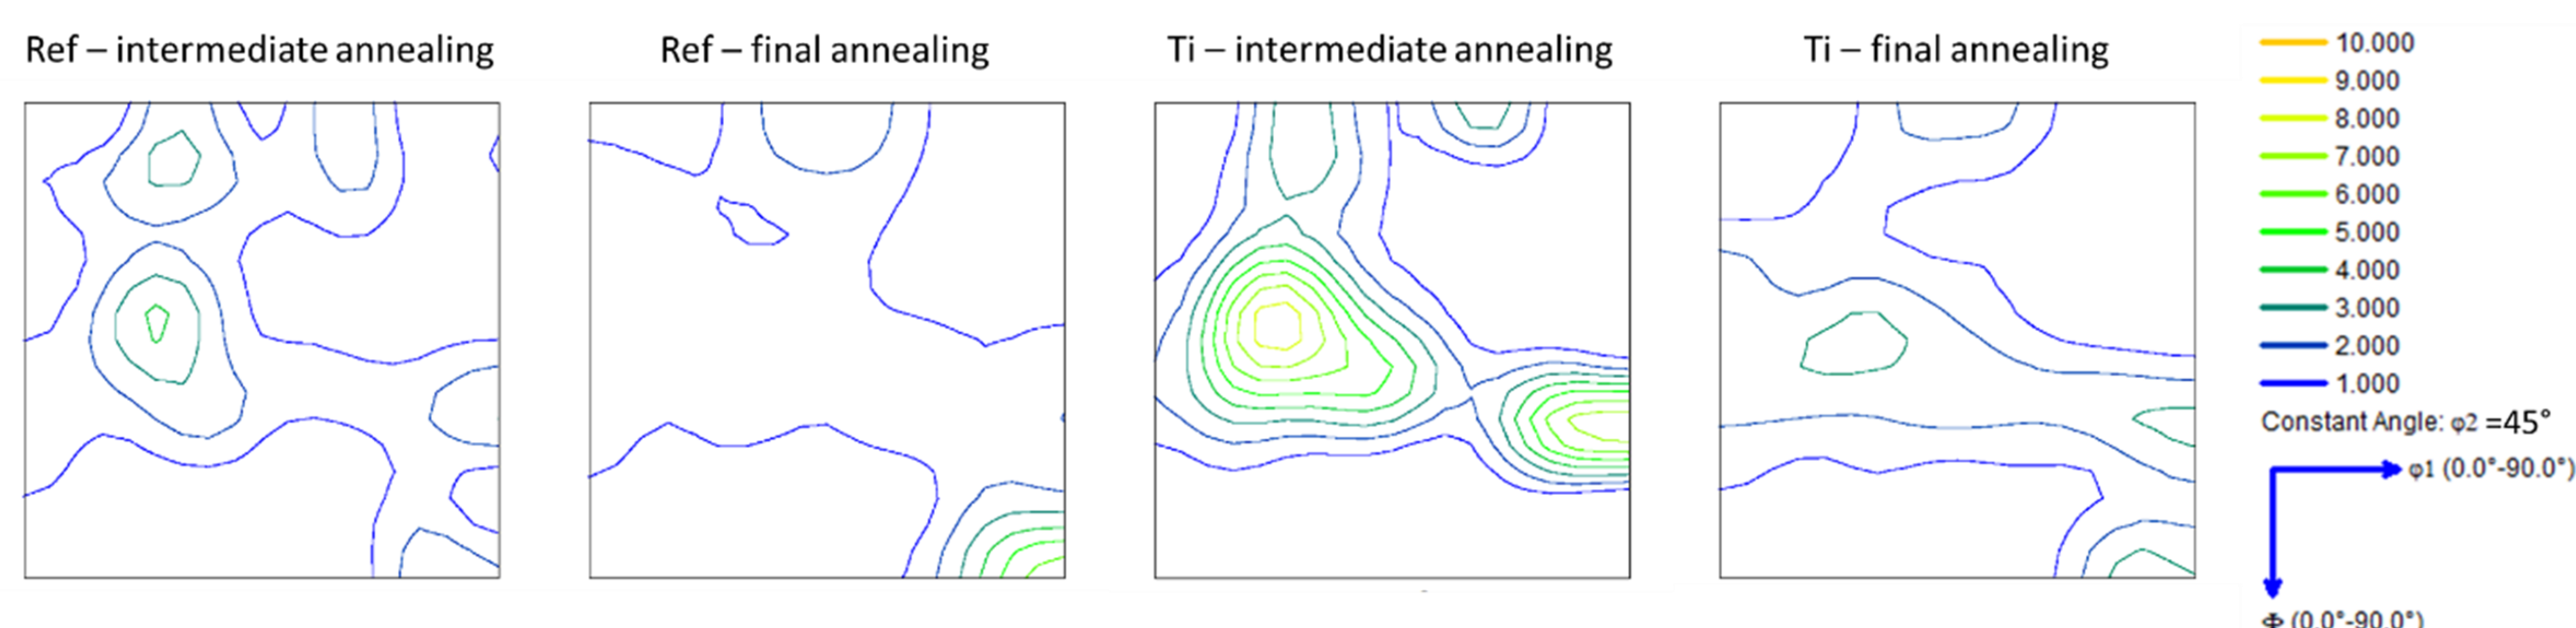 Ref – intermediate annealing
Ref – final annealing
Ti – intermediate annealing
Ti – final annealing
10.000
9.000
8.000
7.000
6.000
5.000
4.000
3.000
2.000
1.000
Constant Angle: φ2 =45°
φ1 (0.0°-90.0°)
Φ (0.0°-90.0°)